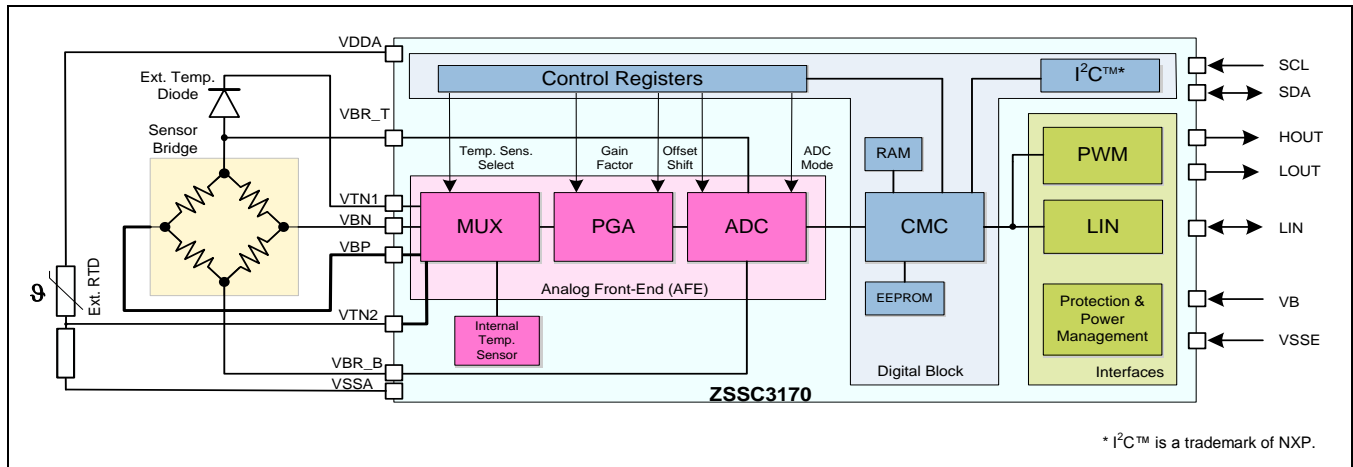 VDDA
Ext. Temp.
Diode
VBR_T
Sensor
Bridge
VTN1
VBN
VBP
VTN2
VBR_B
VSSA
ϑ
Ext. RTD
Control Registers
I²C™*
Temp. Sens.
Select
Gain
Factor
Offset
Shift
ADC
Mode
MUX
PGA
ADC
Analog Front-End (AFE)
Internal
Temp.
Sensor
RAM
CMC
EEPROM
Digital Block
PWM
LIN
Protection &
Power
Management
Interfaces
ZSSC3170
SCL
SDA
HOUT
LOUT
LIN
VB
VSSE
* I²C™ is a trademark of NXP.